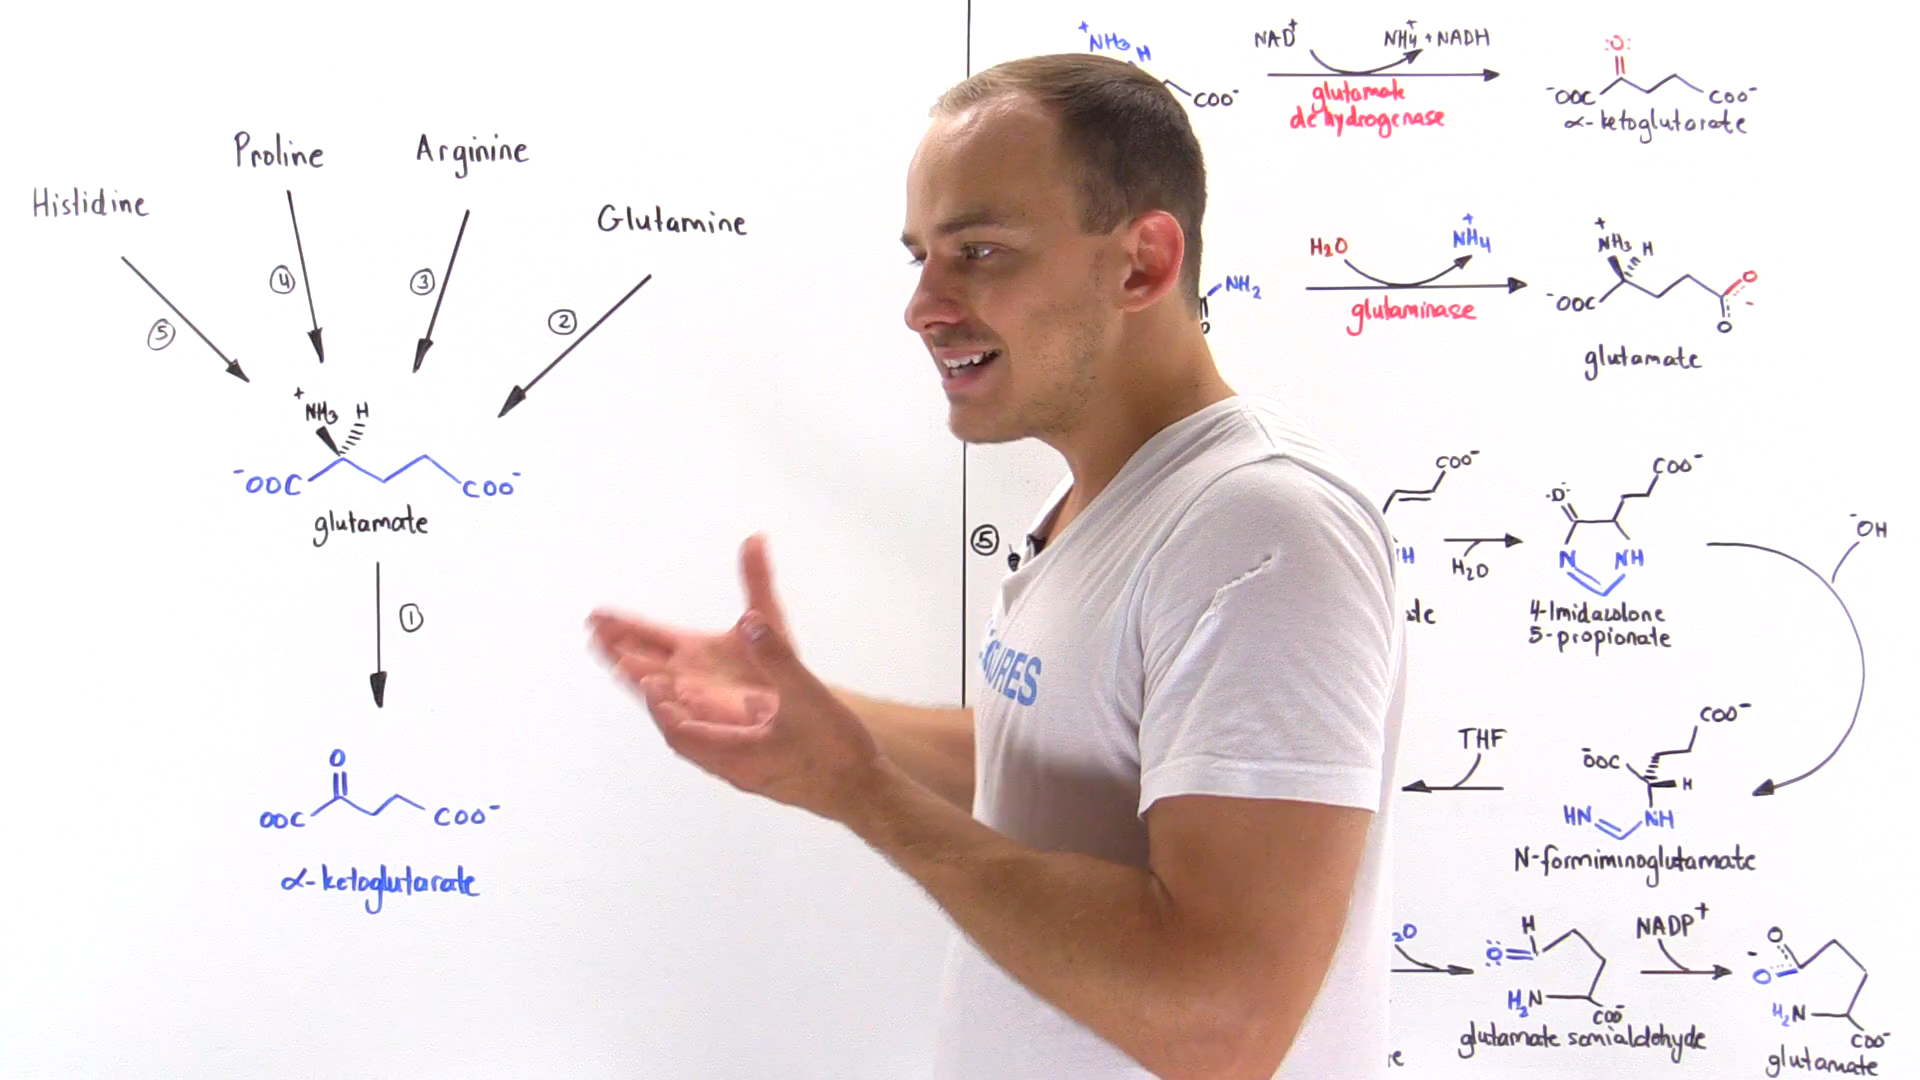 Proline
Arginine
Histidine
Glutamine
④
③
⑤
②
+
NH3 H
-OOC COO-
glutamate
①
O
OOC COO-
α-ketoglutarate
+NH3 H
COO-
NAD+
NH4+ + NADH
glutamate
dehydrogenase
:O:
-OOC COO-
α-ketoglutarate
NH2
O
H2O
NH4+
glutaminase
+
NH3 H
-OOC
O
-
O
glutamate
⑤
COO-
H
H2O
COO-
O-
N NH
4-Imidazolone
5-propionate
-OH
THF
COO-
-OOC
H
HN NH
N-formiminoglutamate
H
O
H2N
COO-
glutamate semialdehyde
NADP+
O
-
O
H2N
COO-
glutamate
URES